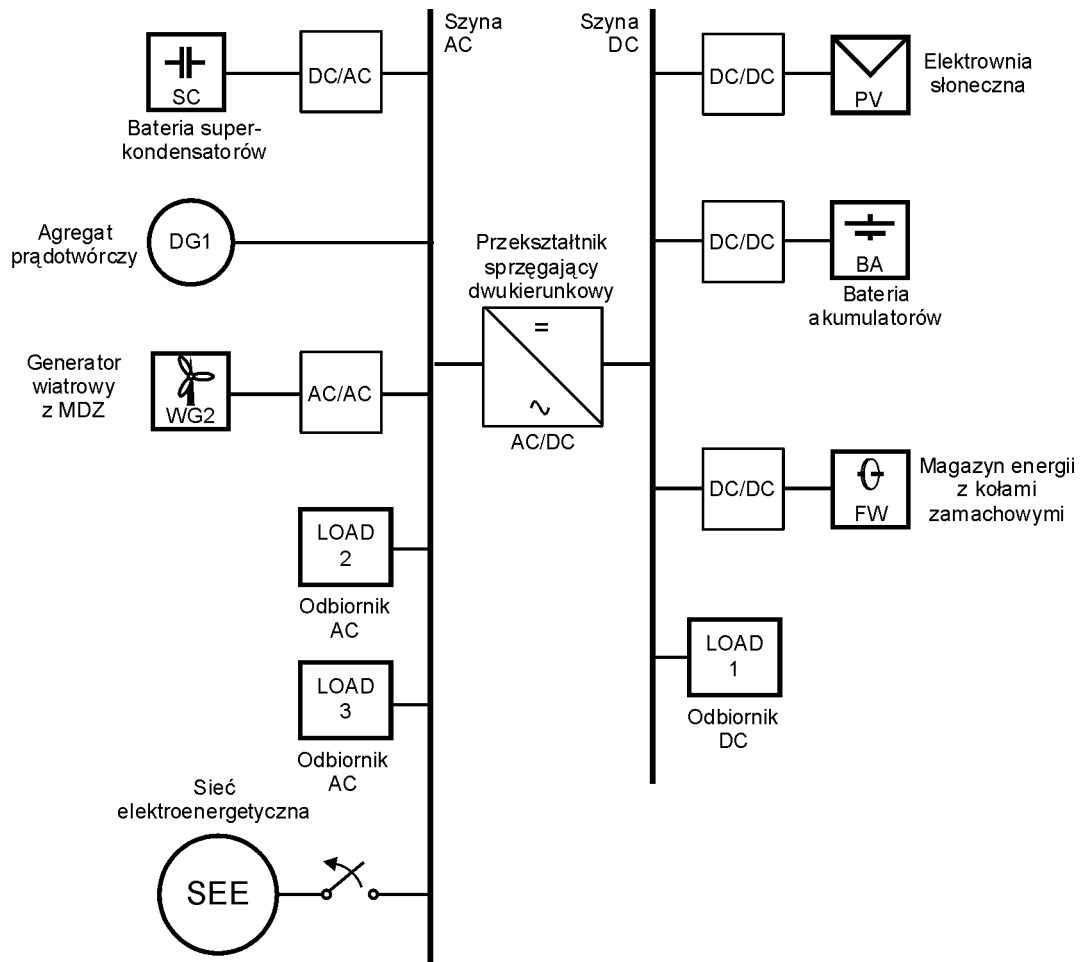 Szyna
AC
Szyna
DC
SC
DC/AC
Bateria super-
kondensatorów
Agregat
prądotwórczy
DG1
Generator
wiatrowy
z MDZ
WG2
AC/AC
LOAD
2
Odbiornik
AC
LOAD
3
Odbiornik
AC
Sieć
elektroenergetyczna
SEE
Przekształtnik
sprzęgający
dwukierunkowy
=
~
AC/DC
DC/DC
PV
Elektrownia
słoneczna
DC/DC
BA
Bateria
akumulatorów
DC/DC
FW
Magazyn energii
z kołami
zamachowymi
LOAD
1
Odbiornik
DC